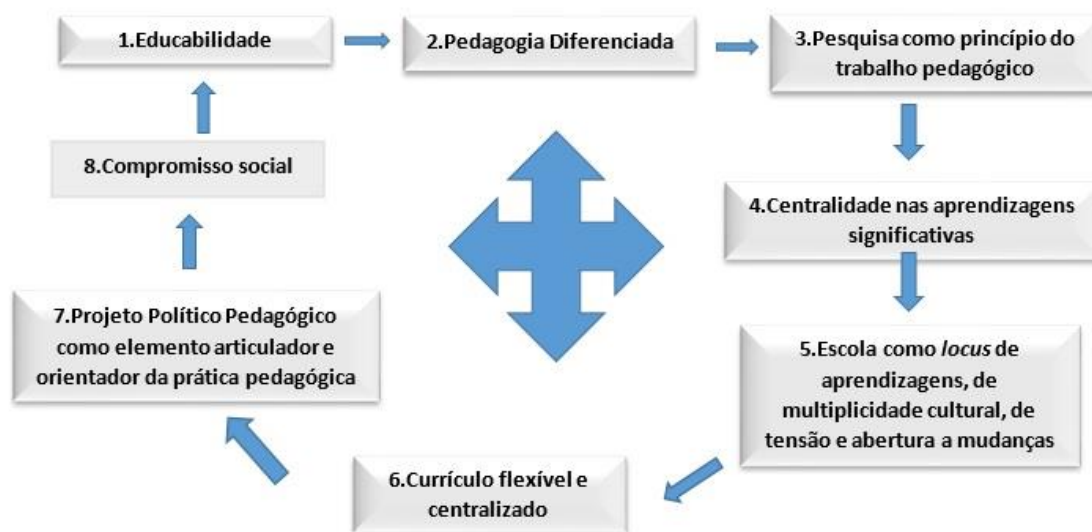 1.Educabilidade
2.Pedagogia Diferenciada
3.Pesquisa como princípio do
trabalho pedagógico
4.Centralidade nas aprendizagens
significativas
5.Escola como locus de
aprendizagens, de
multiplicidade cultural, de
tensão e abertura a mudanças
6.Currículo flexível e
centralizado
7.Projeto Político Pedagógico
como elemento articulador e
orientador da prática pedagógica
8.Compromisso social